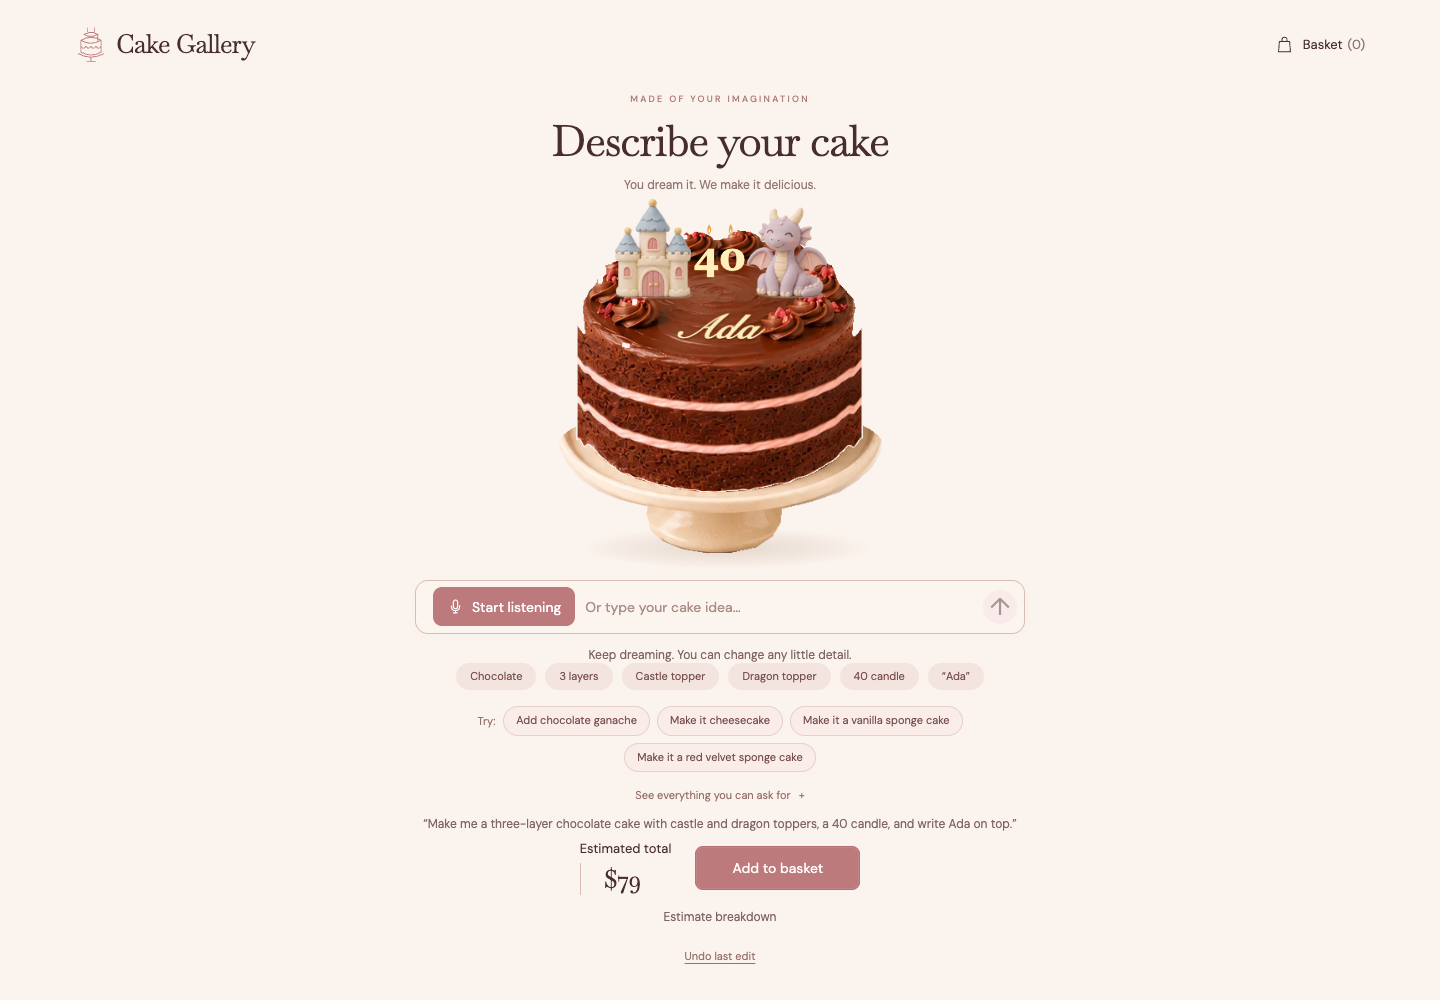 Cake Gallery
Basket (0)
MADE OF YOUR IMAGINATION
Describe your cake
You dream it. We make it delicious.
40
Ada
Start listening
Or type your cake idea...
Keep dreaming. You can change any little detail.
Chocolate 3 layers Castle topper Dragon topper 40 candle “Ada”
Try: Add chocolate ganache Make it cheesecake Make it a vanilla sponge cake
Make it a red velvet sponge cake
See everything you can ask for +
“Make me a three-layer chocolate cake with castle and dragon toppers, a 40 candle, and write Ada on top.”
Estimated total
$79
Add to basket
Estimate breakdown
Undo last edit